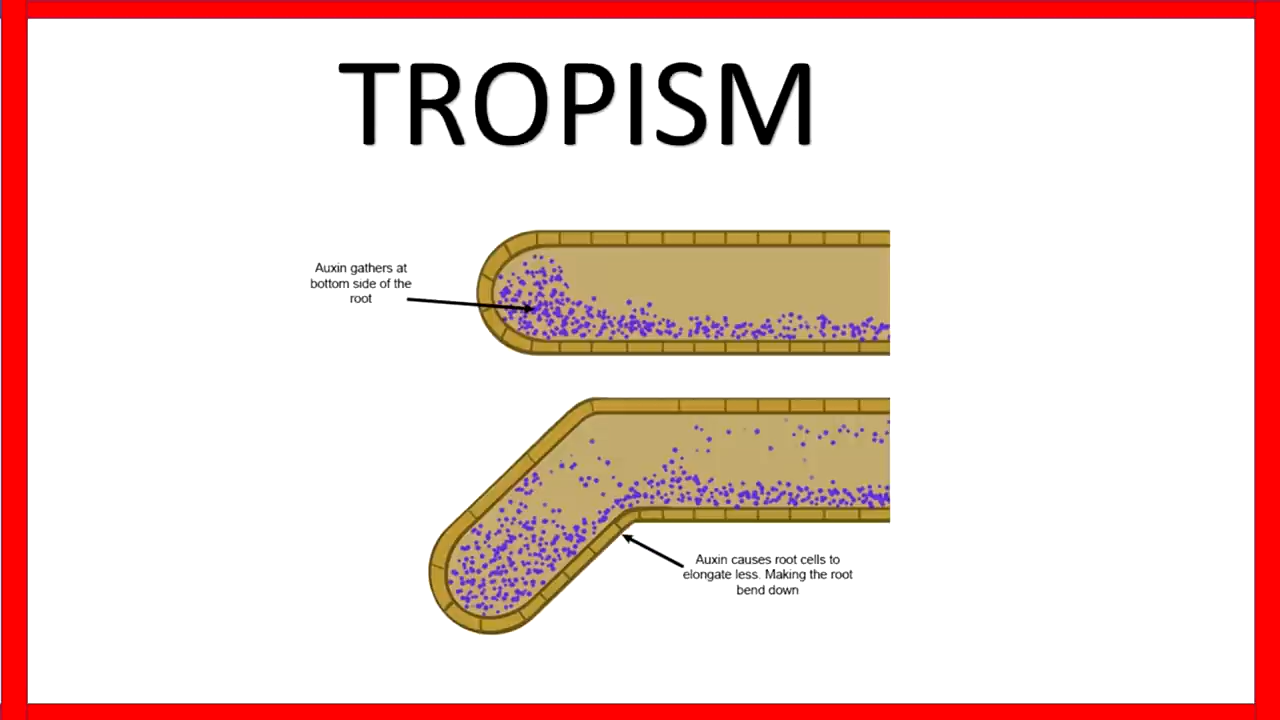 TROPISM
Auxin gathers at
bottom side of the
root
Auxin causes root cells to
elongate less. Making the root
bend down